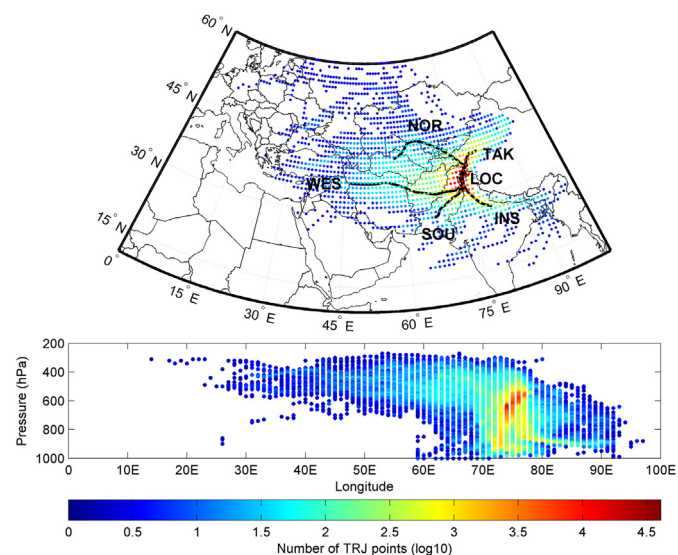 60° N
45° N
30° N
15° N
0°
15° E
30° E
45° E
60° E
75° E
90° E
NOR
TAK
WES
LOC
SOU
INS
200
400
600
800
1000
Pressure (hPa)
0 10E 20E 30E 40E 50E 60E 70E 80E 90E 100E
Longitude
0 0.5 1 1.5 2 2.5 3 3.5 4 4.5
Number of TRJ points (log10)